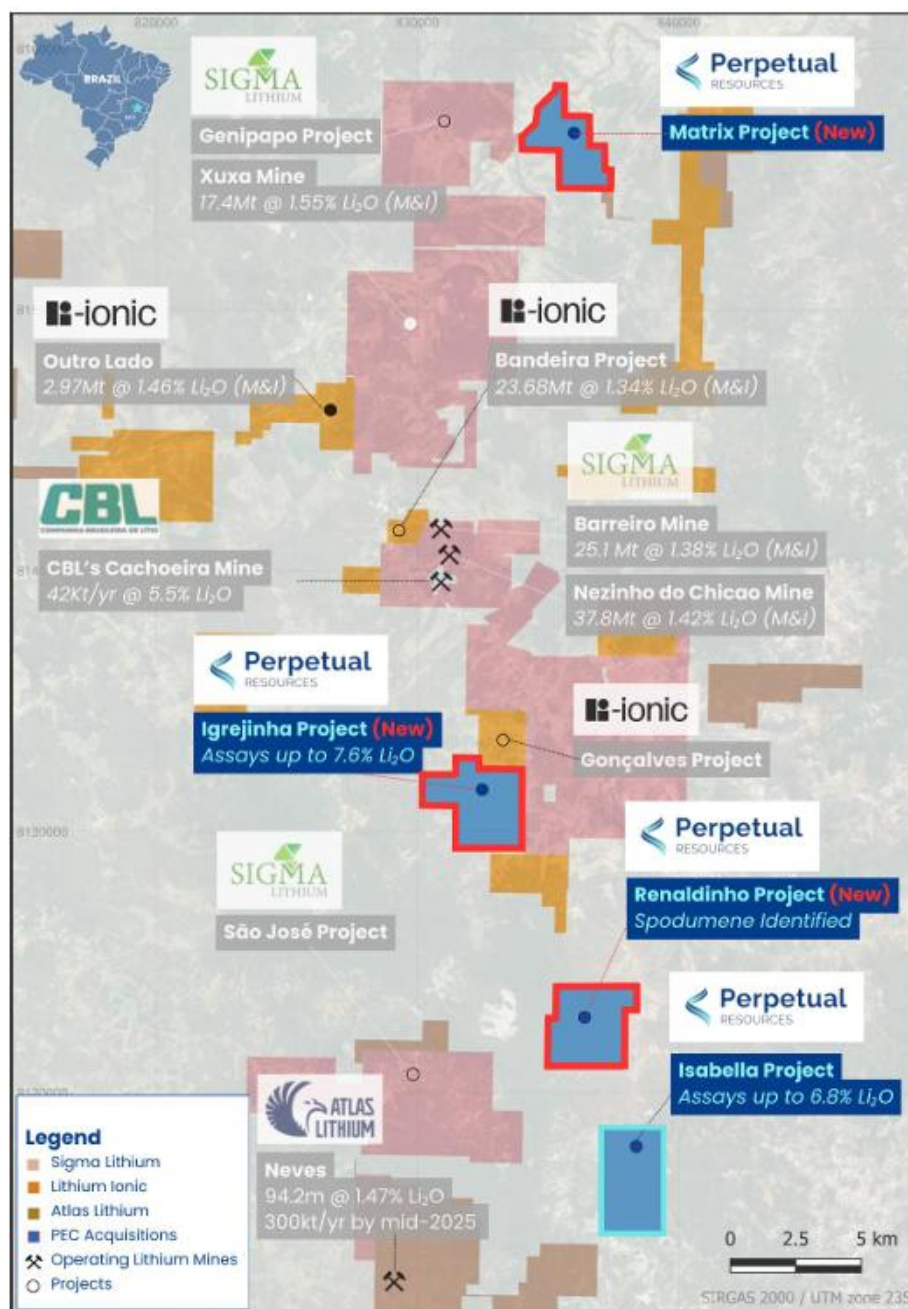 820000
830000
840000
BRAZIL
SIGMA
LITHIUM
Genipapo Project
Xuxa Mine
17.4Mt @ 1.55% Li₂O (M&I)
Perpetual
RESOURCES
Matrix Project (New)
-ionic
Outro Lado
2.97Mt @ 1.46% Li₂O (M&I)
-ionic
Bandeira Project
23.68Mt @ 1.34% Li₂O (M&I)
CBL
COMPANHIA BRASILEIRA DE LÍTIO
CBL's Cachoeira Mine
42Kt/yr @ 5.5% Li₂O
SIGMA
LITHIUM
Barreiro Mine
25.1 Mt @ 1.38% Li₂O (M&I)
Nezinho do Chicao Mine
37.8Mt @ 1.42% Li₂O (M&I)
Perpetual
RESOURCES
Igrejinha Project (New)
Assays up to 7.6% Li₂O
-ionic
Gonçalves Project
8130000
SIGMA
LITHIUM
São José Project
Perpetual
RESOURCES
Renaldinho Project (New)
Spodumene Identified
Perpetual
RESOURCES
Isabella Project
Assays up to 6.8% Li₂O
ATLAS
LITHIUM
Neves
94.2m @ 1.47% Li₂O
300kt/yr by mid-2025
Legend
Sigma Lithium
Lithium Ionic
Atlas Lithium
PEC Acquisitions
Operating Lithium Mines
Projects
0 2.5 5 km
SIRGAS 2000 / UTM zone 23S